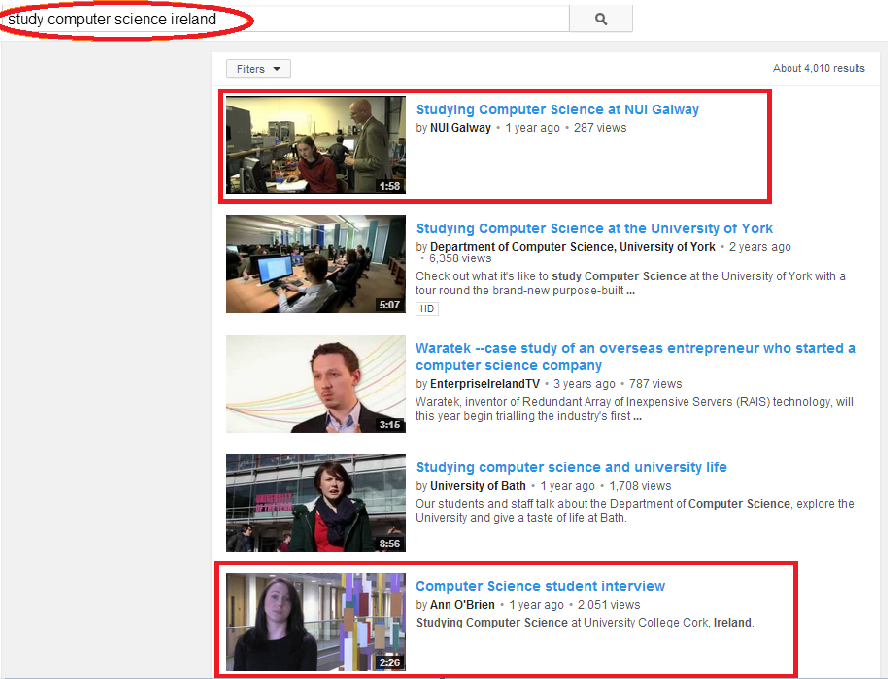 study computer science ireland
Fiters
About 4,010 results
Studying Computer Science at NUI Galway
by NUI Galway • 1 year ago • 287 views
1:58
Studying Computer Science at the University of York
by Department of Computer Science, University of York • 2 years ago
• 6,358 views
Check out what it's like to study Computer Science at the University of York with a
tour round the brand-new purpose-built ...
5:07
HD
Waratek --case study of an overseas entrepreneur who started a
computer science company
by EnterpriseIrelandTV • 3 years ago • 787 views
Waratek, inventor of Redundant Array of Inexpensive Servers (RAIS) technology, will
this year begin trialling the industry's first ...
3:15
Studying computer science and university life
by University of Bath • 1 year ago • 1,708 views
Our students and staff talk about the Department of Computer Science, explore the
University and give a taste of life at Bath.
UNIVERSITY
OF THE YEAR
8:56
Computer Science student interview
by Ann O'Brien • 1 year ago • 2,051 views
Studying Computer Science at University College Cork, Ireland.
2:26